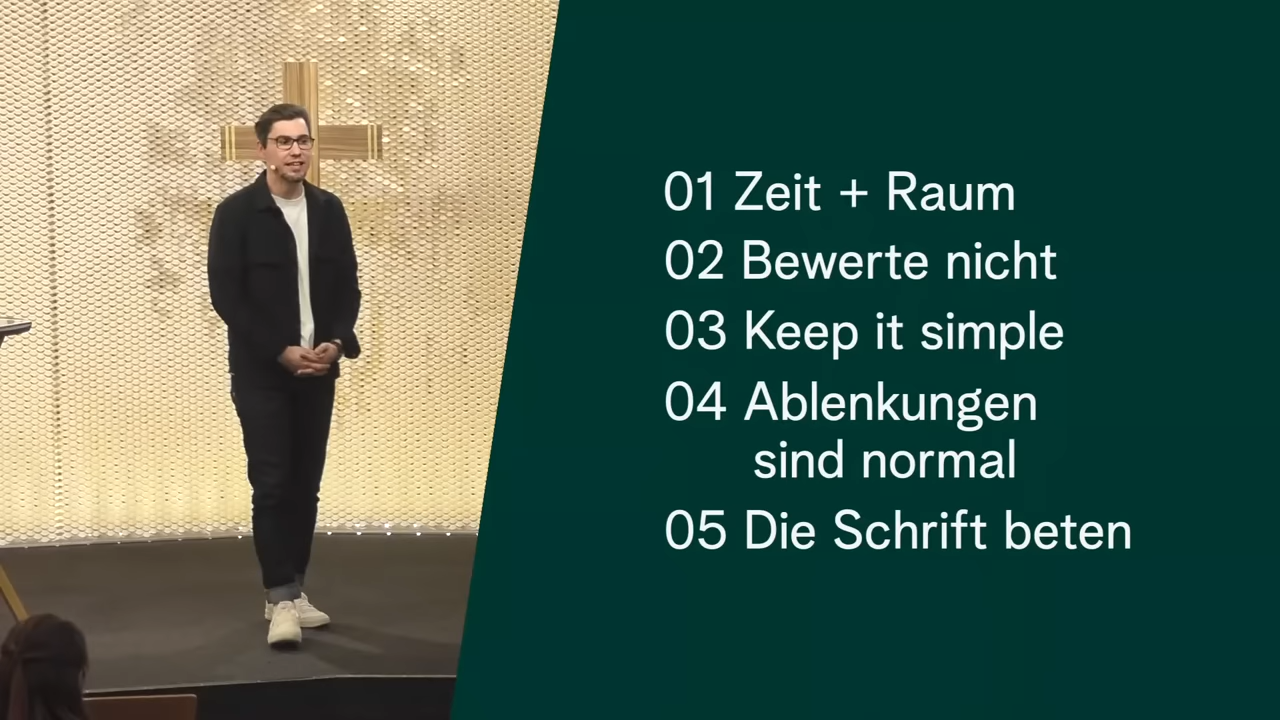 01 Zeit + Raum
02 Bewerte nicht
03 Keep it simple
04 Ablenkungen
sind normal
05 Die Schrift beten